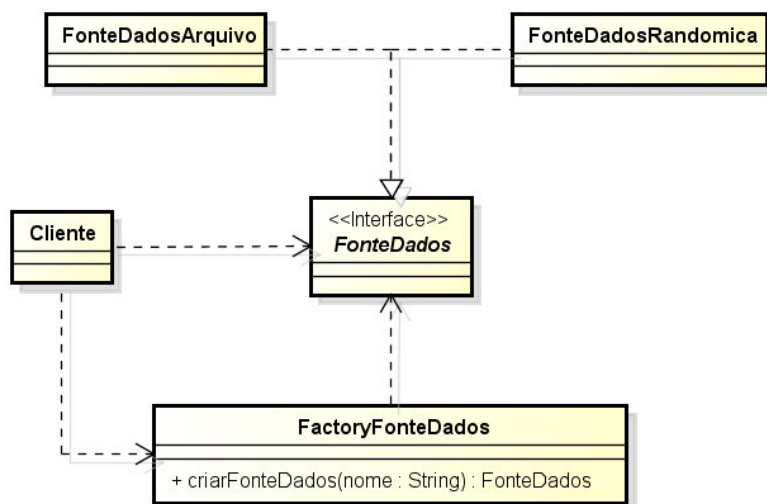 FonteDadosArquivo
FonteDadosRandomica
<<Interface>>
FonteDados
Cliente
FactoryFonteDados
+ criarFonteDados(nome : String) : FonteDados